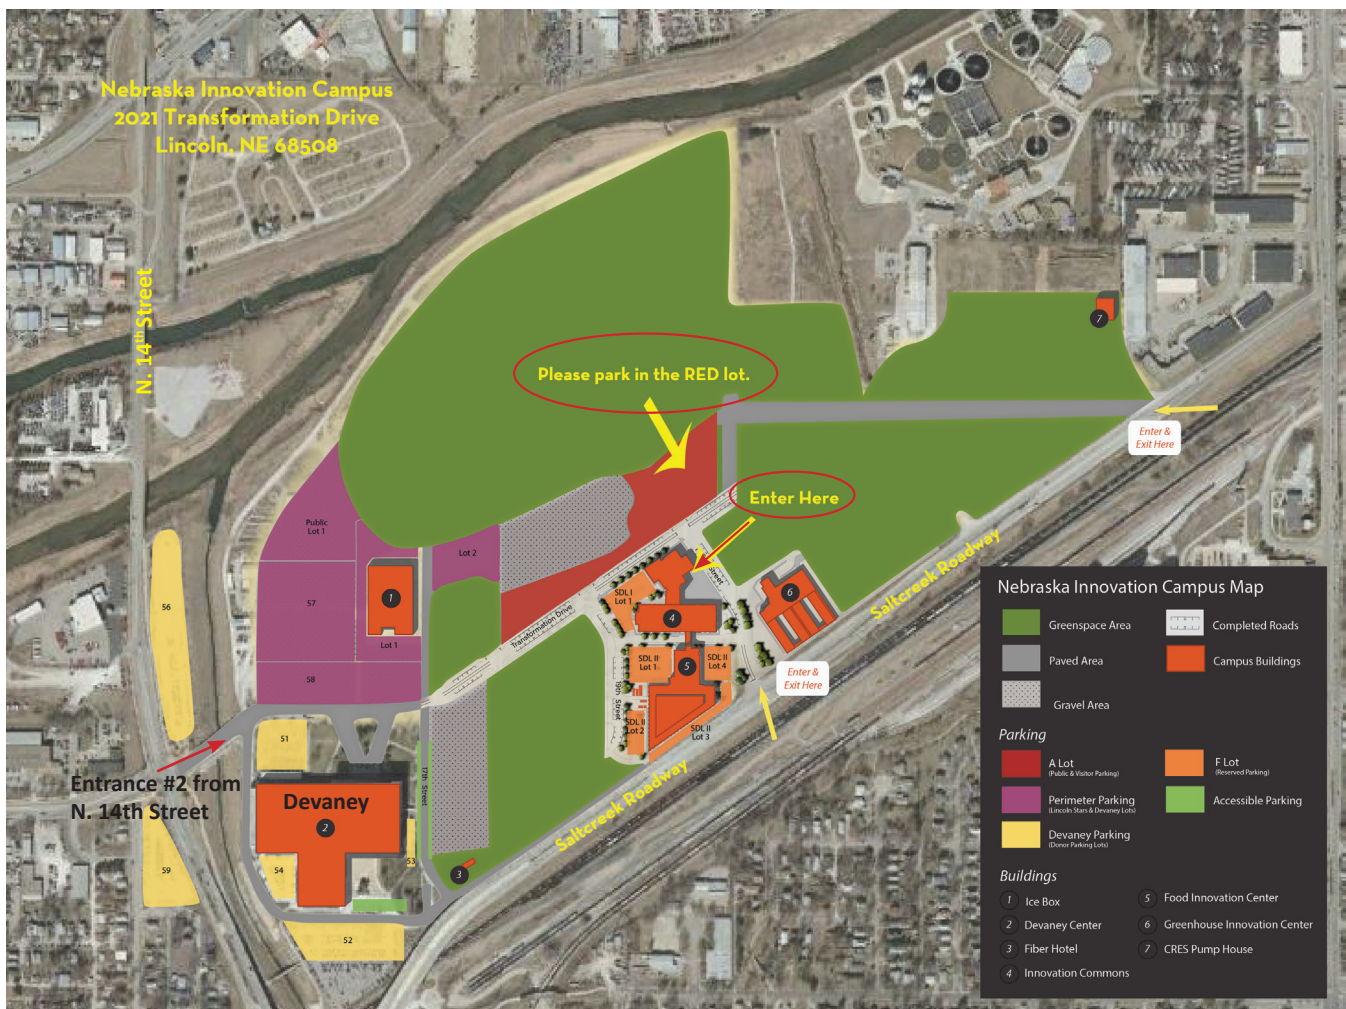 Nebraska Innovation Campus
2021 Transformation Drive
Lincoln, NE 68508
N. 14th Street
Please park in the RED lot.
Enter Here
Enter &
Exit Here
7
Public
Lot 1
Lot 2
57
1
Lot 1
58
56
Transformation Drive
Street
SDL I
Lot 1
4
6
SDL II
Lot 1
5
SDL II
Lot 4
Enter &
Exit Here
19th Street
SDL II
Lot 2
SDL II
Lot 3
Saltcreek Roadway
Saltcreek Roadway
51
Entrance #2 from
N. 14th Street
Devaney
2
17th Street
53
54
59
3
52
Nebraska Innovation Campus Map
Greenspace Area
Completed Roads
Paved Area
Campus Buildings
Gravel Area
Parking
A Lot
(Public & Visitor Parking)
F Lot
(Reserved Parking)
Perimeter Parking
(Lincoln Stars & Devaney Lots)
Accessible Parking
Devaney Parking
(Donor Parking Lots)
Buildings
1 Ice Box
2 Devaney Center
3 Fiber Hotel
4 Innovation Commons
5 Food Innovation Center
6 Greenhouse Innovation Center
7 CRES Pump House